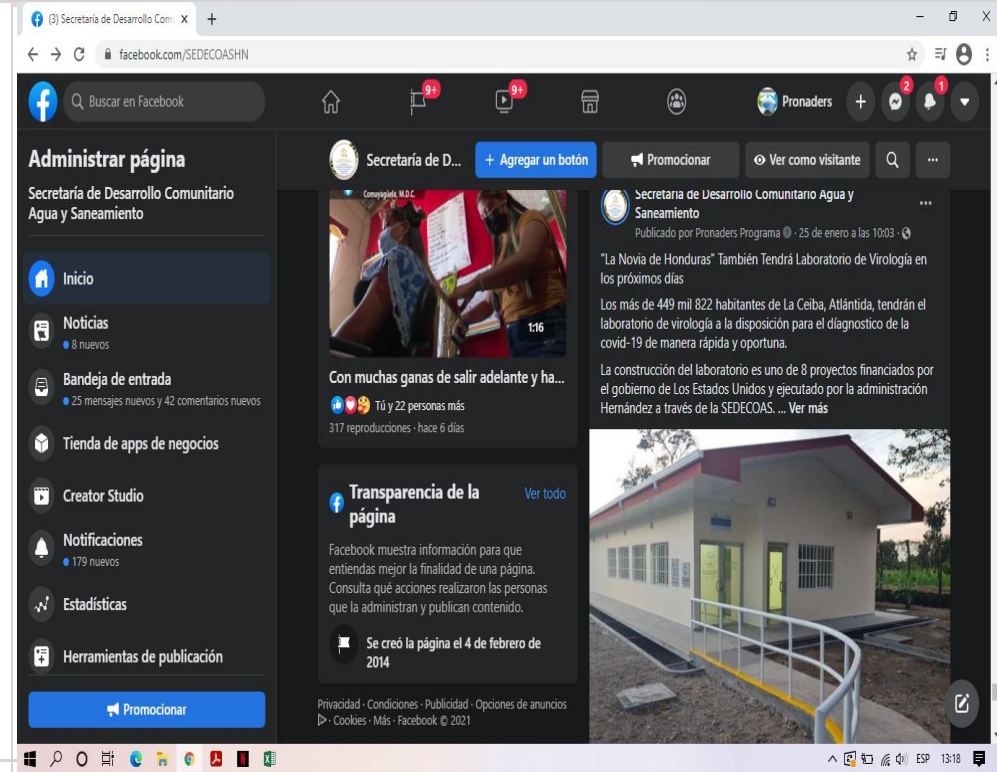 (3) Secretaría de Desarrollo Com
facebook.com/SEDECOASHN
Buscar en Facebook
9+
9+
Pronaders
2
1
Administrar página
Secretaría de Desarrollo Comunitario
Agua y Saneamiento
Inicio
Noticias
8 nuevos
Bandeja de entrada
25 mensajes nuevos y 42 comentarios nuevos
Tienda de apps de negocios
Creator Studio
Notificaciones
179 nuevos
Estadísticas
Herramientas de publicación
Promocionar
Secretaría de D...
+ Agregar un botón
Promocionar
Ver como visitante
Comayagüela, M.D.C.
1:16
Con muchas ganas de salir adelante y ha...
Tú y 22 personas más
317 reproducciones · hace 6 días
Transparencia de la
página
Ver todo
Facebook muestra información para que
entiendas mejor la finalidad de una página.
Consulta qué acciones realizaron las personas
que la administran y publican contenido.
Se creó la página el 4 de febrero de
2014
Privacidad · Condiciones · Publicidad · Opciones de anuncios
· Cookies · Más · Facebook © 2021
Secretaría de Desarrollo Comunitario Agua y
Saneamiento
Publicado por Pronaders Programa · 25 de enero a las 10:03 ·
"La Novia de Honduras" También Tendrá Laboratorio de Virología en
los próximos días
Los más de 449 mil 822 habitantes de La Ceiba, Atlántida, tendrán el
laboratorio de virología a la disposición para el díagnostico de la
covid-19 de manera rápida y oportuna.
La construcción del laboratorio es uno de 8 proyectos financiados por
el gobierno de Los Estados Unidos y ejecutado por la administración
Hernández a través de la SEDECOAS. ... Ver más
ESP
13:18